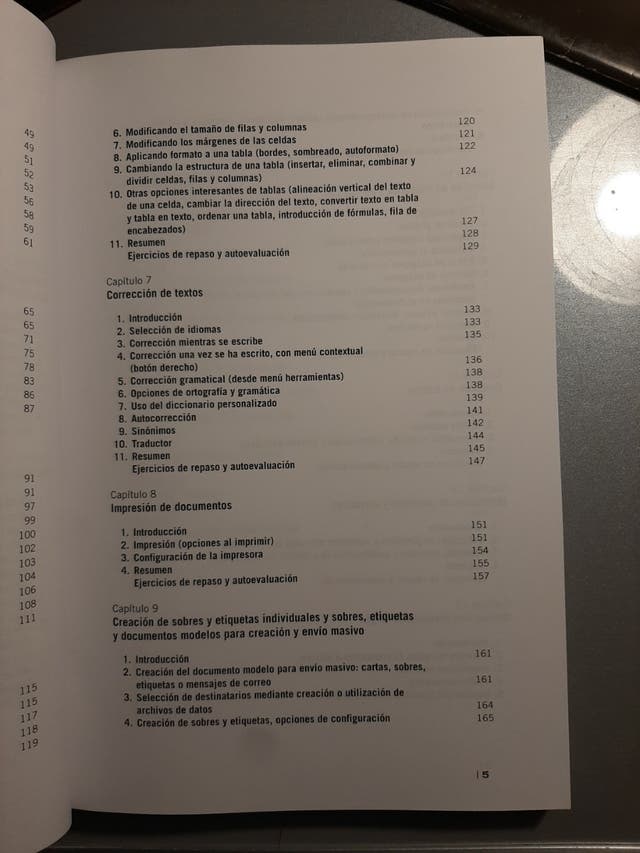 49
49
51
52
53
56
58
59
61
65
65
71
75
78
83
86
87
91
91
97
99
100
102
103
104
106
108
111
115
115
117
118
119
6. Modificando el tamaño de filas y columnas 120
7. Modificando los márgenes de las celdas 121
8. Aplicando formato a una tabla (bordes, sombreado, autoformato) 122
9. Cambiando la estructura de una tabla (insertar, eliminar, combinar y
dividir celdas, filas y columnas) 124
10. Otras opciones interesantes de tablas (alineación vertical del texto
de una celda, cambiar la dirección del texto, convertir texto en tabla
y tabla en texto, ordenar una tabla, introducción de fórmulas, fila de
encabezados) 127
11. Resumen 128
Ejercicios de repaso y autoevaluación 129
Capítulo 7
Corrección de textos
1. Introducción 133
2. Selección de idiomas 133
3. Corrección mientras se escribe 135
4. Corrección una vez se ha escrito, con menú contextual
(botón derecho) 136
5. Corrección gramatical (desde menú herramientas) 138
6. Opciones de ortografía y gramática 138
7. Uso del diccionario personalizado 139
8. Autocorrección 141
9. Sinónimos 142
10. Traductor 144
11. Resumen 145
Ejercicios de repaso y autoevaluación 147
Capítulo 8
Impresión de documentos
1. Introducción 151
2. Impresión (opciones al imprimir) 151
3. Configuración de la impresora 154
4. Resumen 155
Ejercicios de repaso y autoevaluación 157
Capítulo 9
Creación de sobres y etiquetas individuales y sobres, etiquetas
y documentos modelos para creación y envío masivo
1. Introducción 161
2. Creación del documento modelo para envío masivo: cartas, sobres,
etiquetas o mensajes de correo 161
3. Selección de destinatarios mediante creación o utilización de
archivos de datos 164
4. Creación de sobres y etiquetas, opciones de configuración 165
| 5